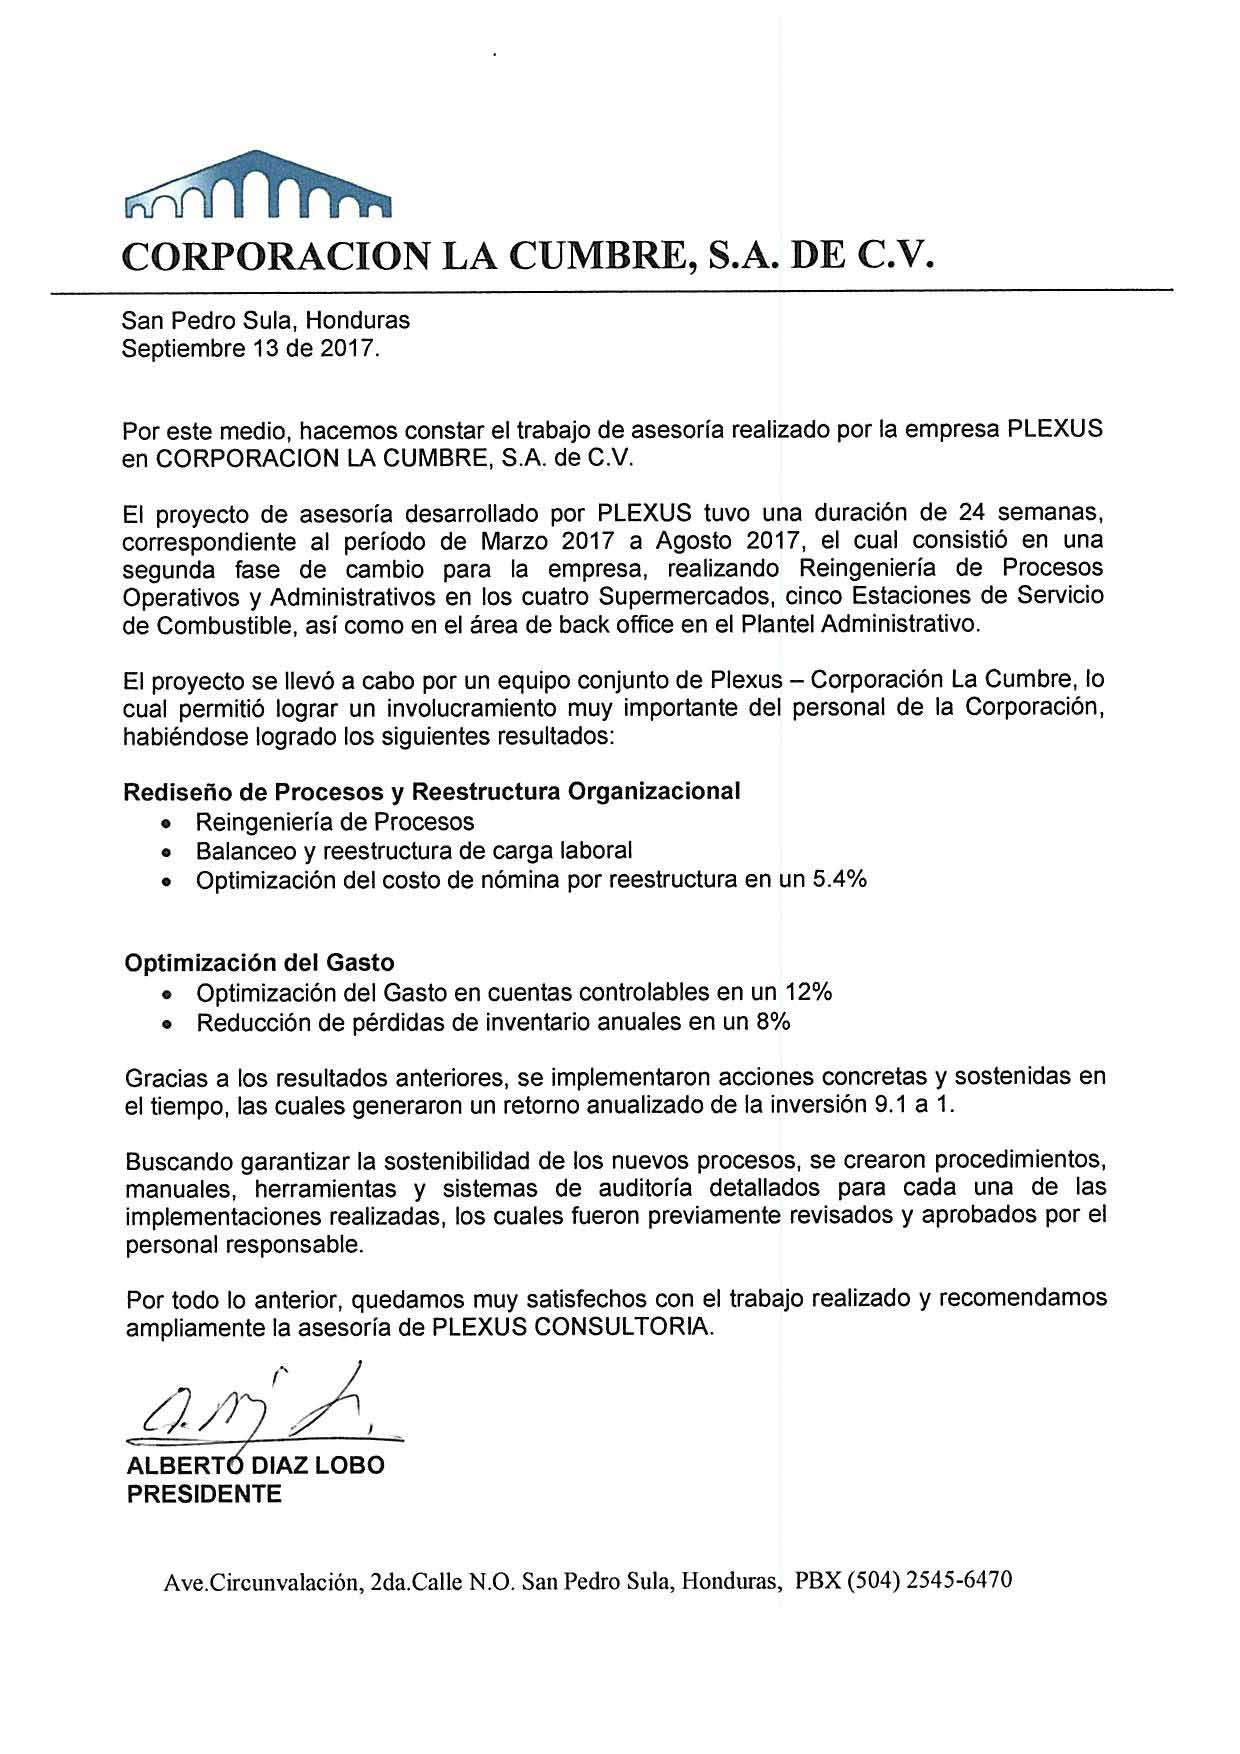 CORPORACION LA CUMBRE, S.A. DE C.V.
San Pedro Sula, Honduras
Septiembre 13 de 2017.
Por este medio, hacemos constar el trabajo de asesoría realizado por la empresa PLEXUS
en CORPORACION LA CUMBRE, S.A. de C.V.
El proyecto de asesoría desarrollado por PLEXUS tuvo una duración de 24 semanas,
correspondiente al período de Marzo 2017 a Agosto 2017, el cual consistió en una
segunda fase de cambio para la empresa, realizando Reingeniería de Procesos
Operativos y Administrativos en los cuatro Supermercados, cinco Estaciones de Servicio
de Combustible, así como en el área de back office en el Plantel Administrativo.
El proyecto se llevó a cabo por un equipo conjunto de Plexus – Corporación La Cumbre, lo
cual permitió lograr un involucramiento muy importante del personal de la Corporación,
habiéndose logrado los siguientes resultados:
Rediseño de Procesos y Reestructura Organizacional
• Reingeniería de Procesos
• Balanceo y reestructura de carga laboral
• Optimización del costo de nómina por reestructura en un 5.4%
Optimización del Gasto
• Optimización del Gasto en cuentas controlables en un 12%
• Reducción de pérdidas de inventario anuales en un 8%
Gracias a los resultados anteriores, se implementaron acciones concretas y sostenidas en
el tiempo, las cuales generaron un retorno anualizado de la inversión 9.1 a 1.
Buscando garantizar la sostenibilidad de los nuevos procesos, se crearon procedimientos,
manuales, herramientas y sistemas de auditoría detallados para cada una de las
implementaciones realizadas, los cuales fueron previamente revisados y aprobados por el
personal responsable.
Por todo lo anterior, quedamos muy satisfechos con el trabajo realizado y recomendamos
ampliamente la asesoría de PLEXUS CONSULTORIA.
ALBERTO DIAZ LOBO
PRESIDENTE
Ave.Circunvalación, 2da.Calle N.O. San Pedro Sula, Honduras, PBX (504) 2545-6470